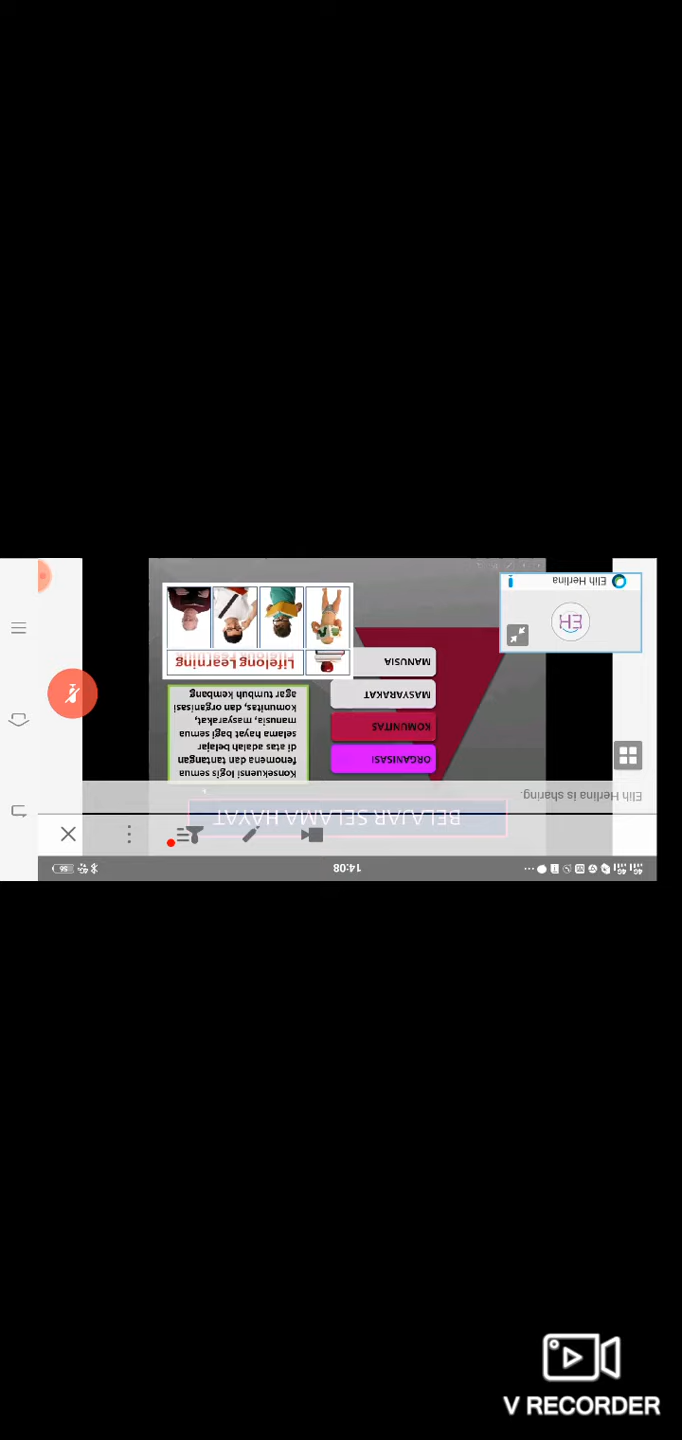 14:08
56
BELAJAR SELAMA HAYAT
Elih Herlina is sharing.
ORGANISASI
KOMUNITAS
MASYARAKAT
MANUSIA
Konsekuensi logis semua
fenomena dan tantangan
di atas adalah belajar
selama hayat bagi semua
manusia, masyarakat,
komunitas, dan organisasi
agar tumbuh kembang
Lifelong Learning
EH
Elih Herlina
V RECORDER